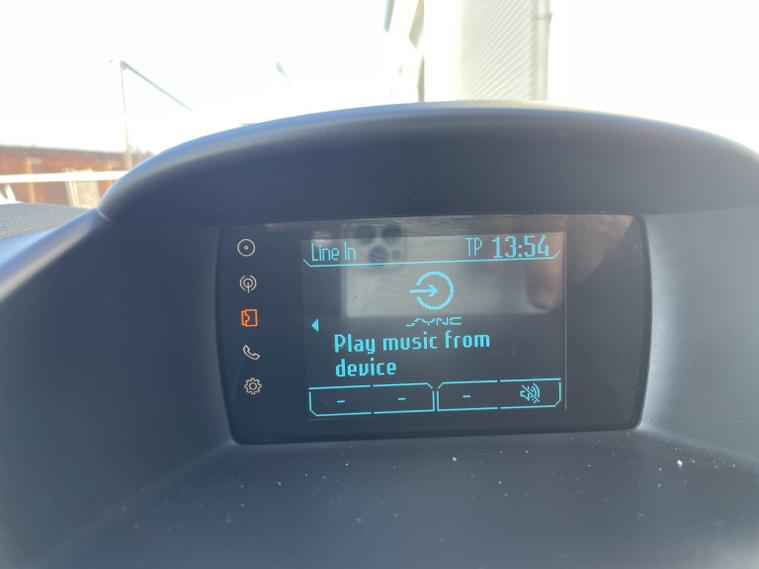 Line In TP 13:54
SYNC
Play music from
device
- - -